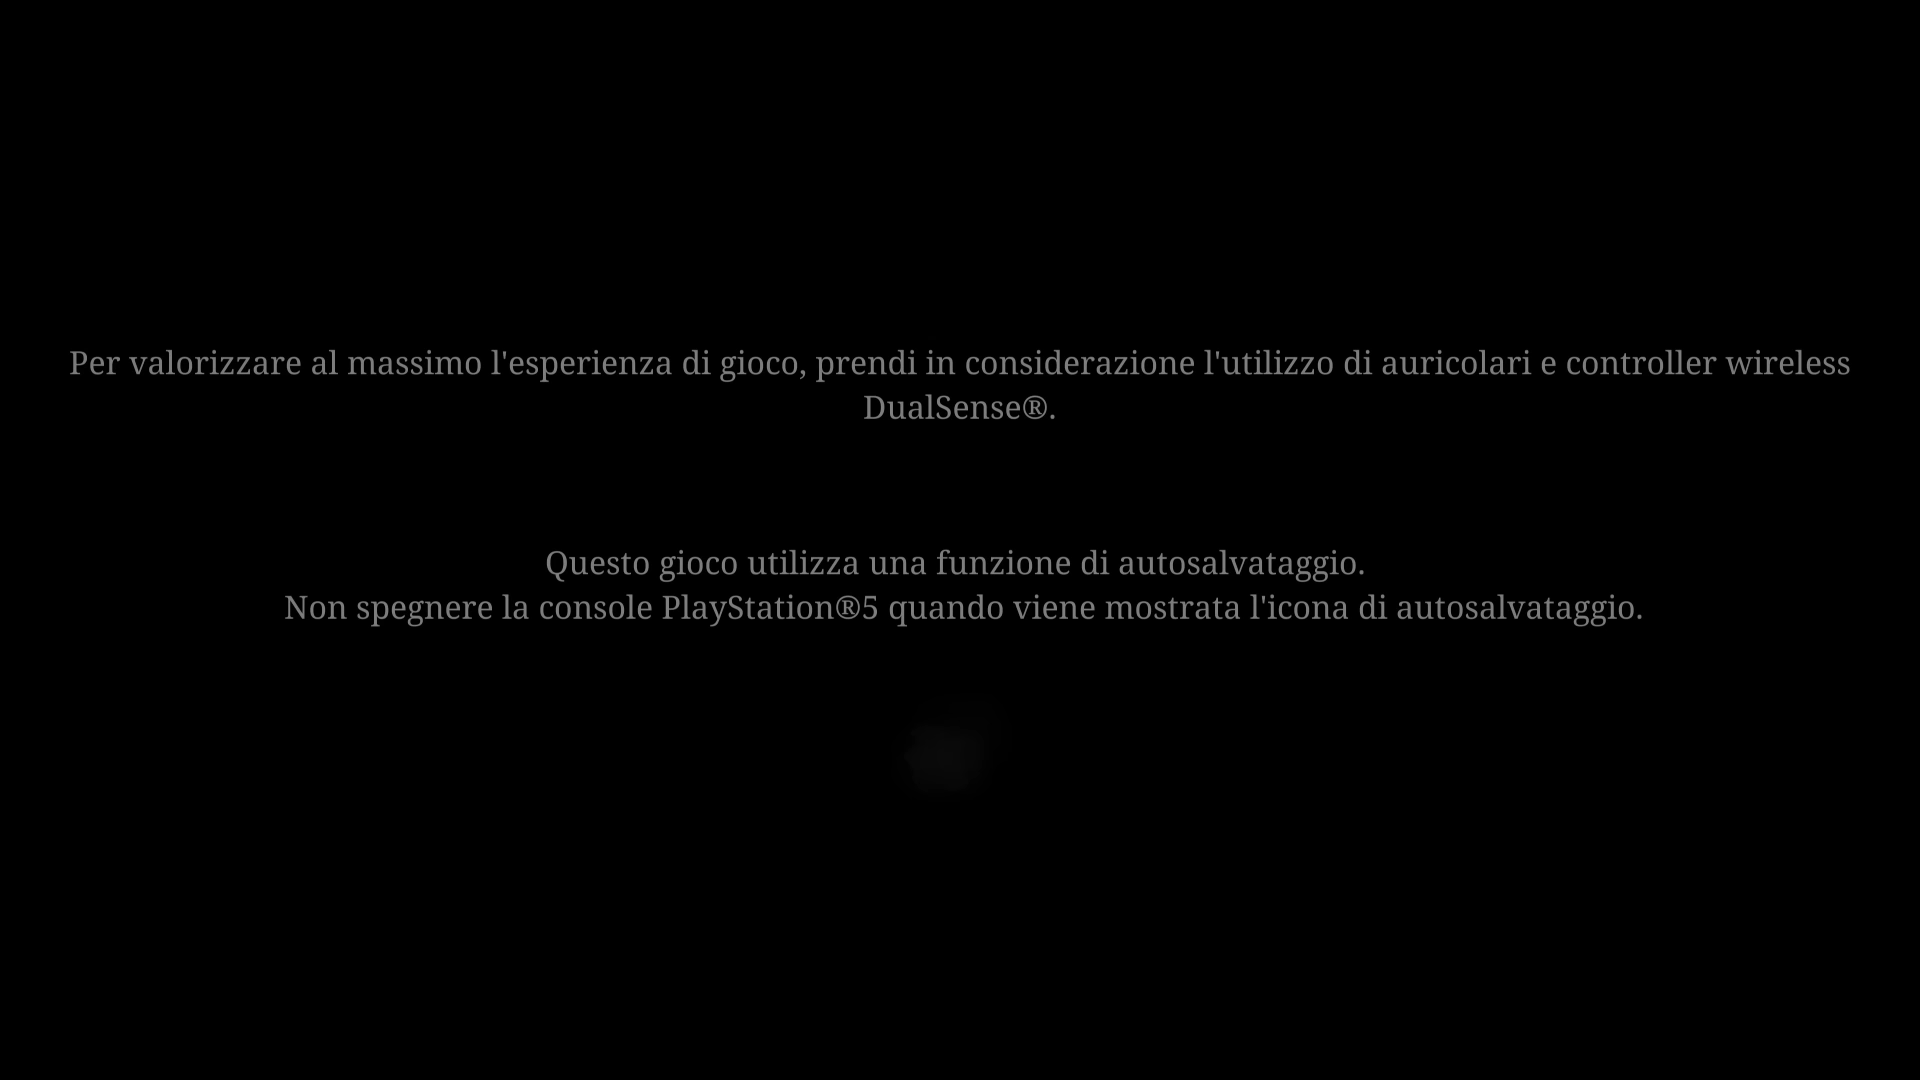 Per valorizzare al massimo l'esperienza di gioco, prendi in considerazione l'utilizzo di auricolari e controller wireless
DualSense®.
Questo gioco utilizza una funzione di autosalvataggio.
Non spegnere la console PlayStation®5 quando viene mostrata l'icona di autosalvataggio.